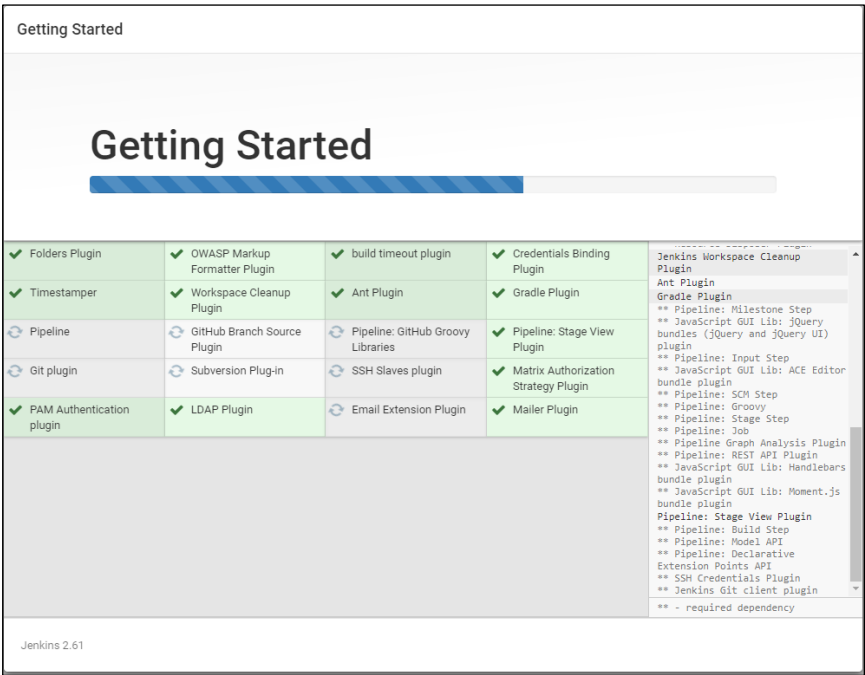 Getting Started
Getting Started
Folders Plugin
OWASP Markup
Formatter Plugin
build timeout plugin
Credentials Binding
Plugin
Timestamper
Workspace Cleanup
Plugin
Ant Plugin
Gradle Plugin
Pipeline
GitHub Branch Source
Plugin
Pipeline: GitHub Groovy
Libraries
Pipeline: Stage View
Plugin
Git plugin
Subversion Plug-in
SSH Slaves plugin
Matrix Authorization
Strategy Plugin
PAM Authentication
plugin
LDAP Plugin
Email Extension Plugin
Mailer Plugin
Jenkins Workspace Cleanup
Plugin
Ant Plugin
Gradle Plugin
** Pipeline: Milestone Step
** JavaScript GUI Lib: jQuery
bundles (jQuery and jQuery UI)
plugin
** Pipeline: Input Step
** JavaScript GUI Lib: ACE Editor
bundle plugin
** Pipeline: SCM Step
** Pipeline: Groovy
** Pipeline: Stage Step
** Pipeline: Job
** Pipeline Graph Analysis Plugin
** Pipeline: REST API Plugin
** JavaScript GUI Lib: Handlebars
bundle plugin
** JavaScript GUI Lib: Moment.js
bundle plugin
Pipeline: Stage View Plugin
** Pipeline: Build Step
** Pipeline: Model API
** Pipeline: Declarative
Extension Points API
** SSH Credentials Plugin
** Jenkins Git client plugin
** - required dependency
Jenkins 2.61